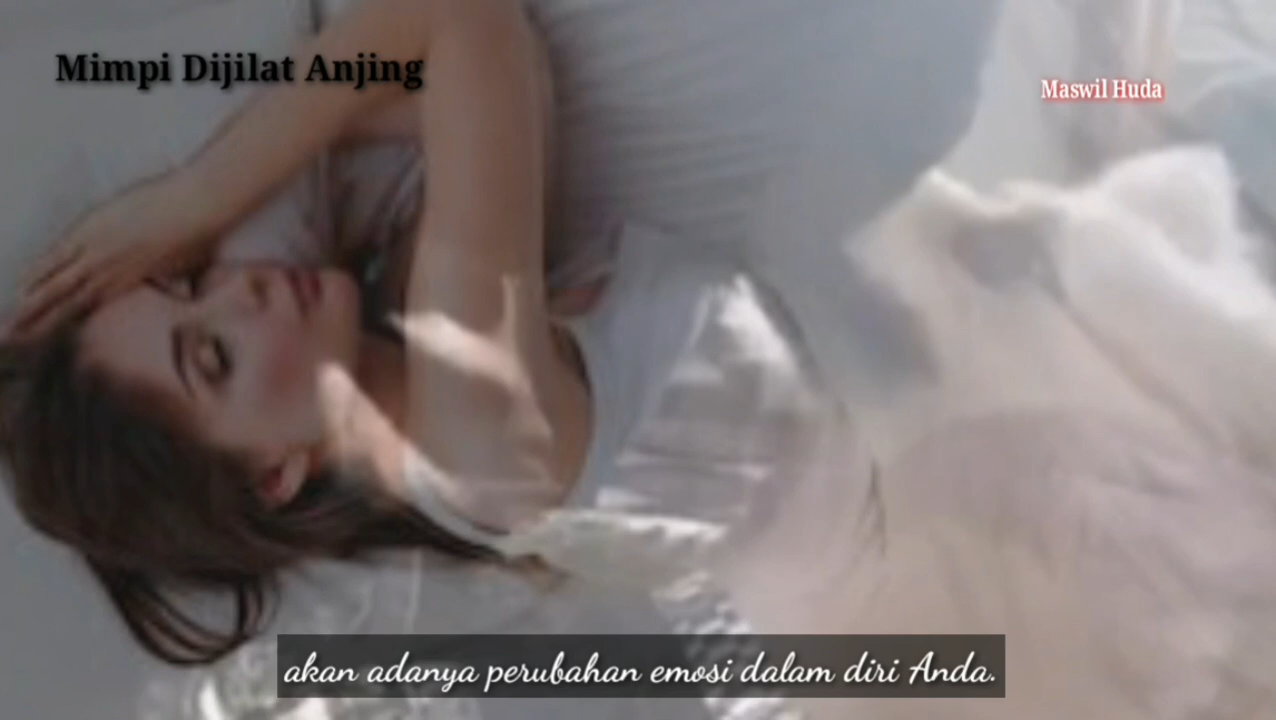 Mimpi Dijilat Anjing
Maswil Huda
akan adanya perubahan emosi dalam diri Anda.